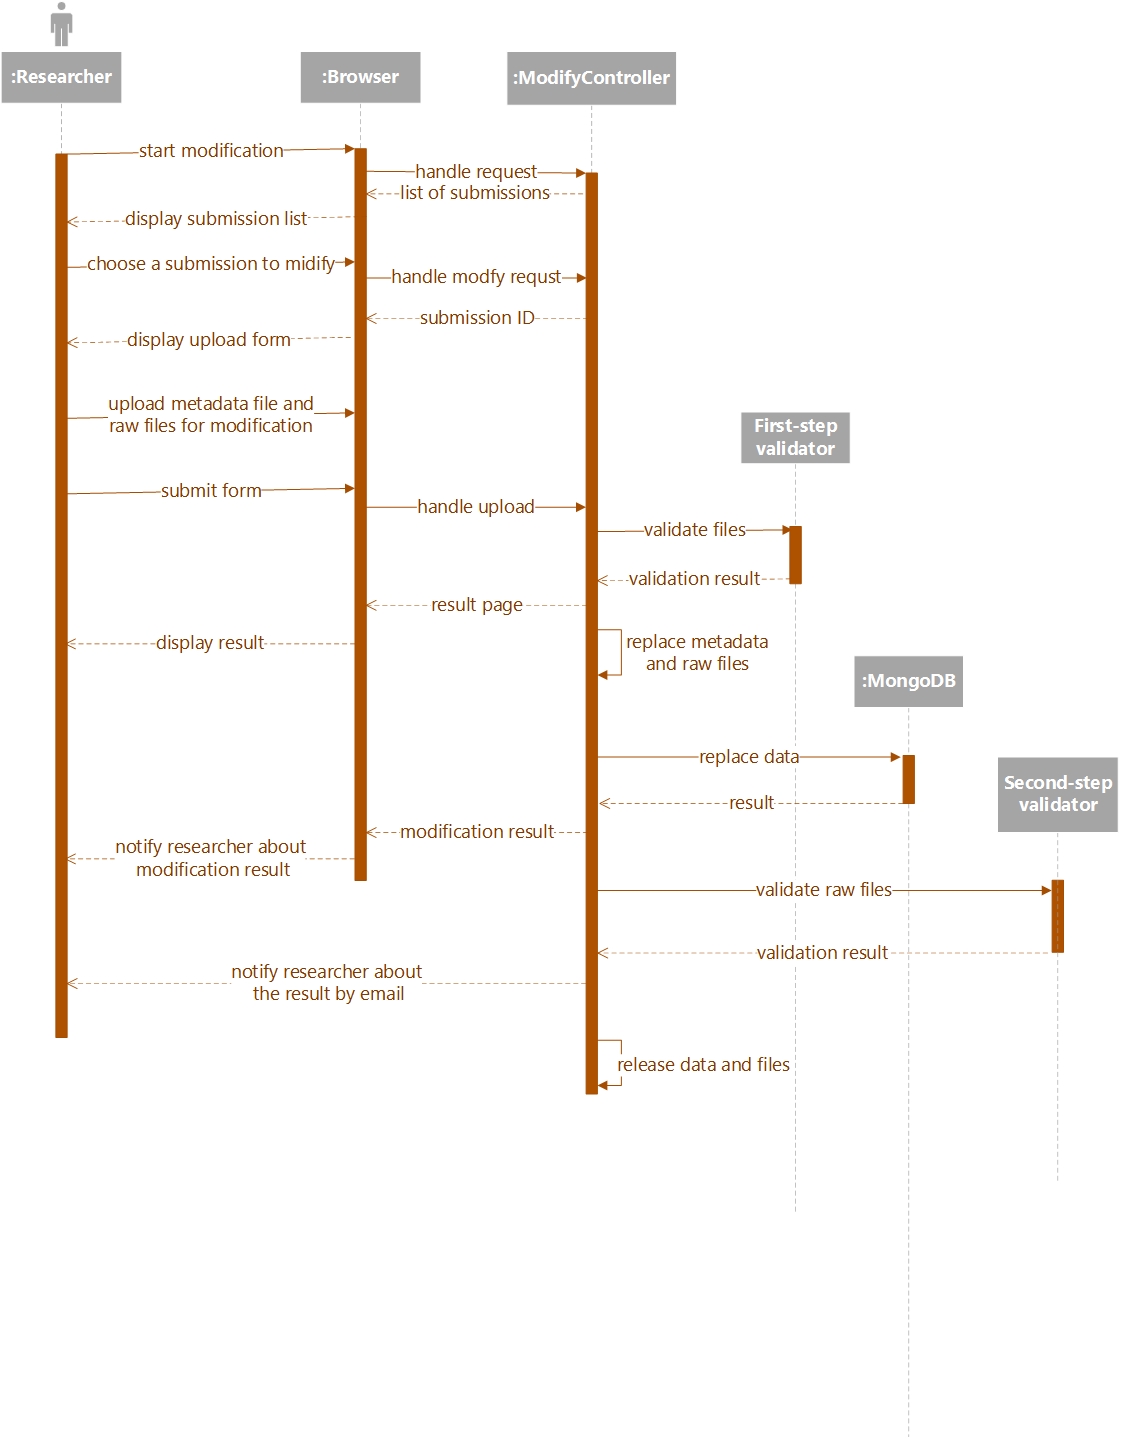 :Researcher
:Browser
:ModifyController
start modification
handle request
list of submissions
display submission list
choose a submission to midify
handle modfy requst
submission ID
display upload form
upload metadata file and
raw files for modification
First-step
validator
submit form
handle upload
validate files
validation result
result page
display result
replace metadata
and raw files
:MongoDB
replace data
Second-step
validator
result
modification result
notify researcher about
modification result
validate raw files
validation result
notify researcher about
the result by email
release data and files